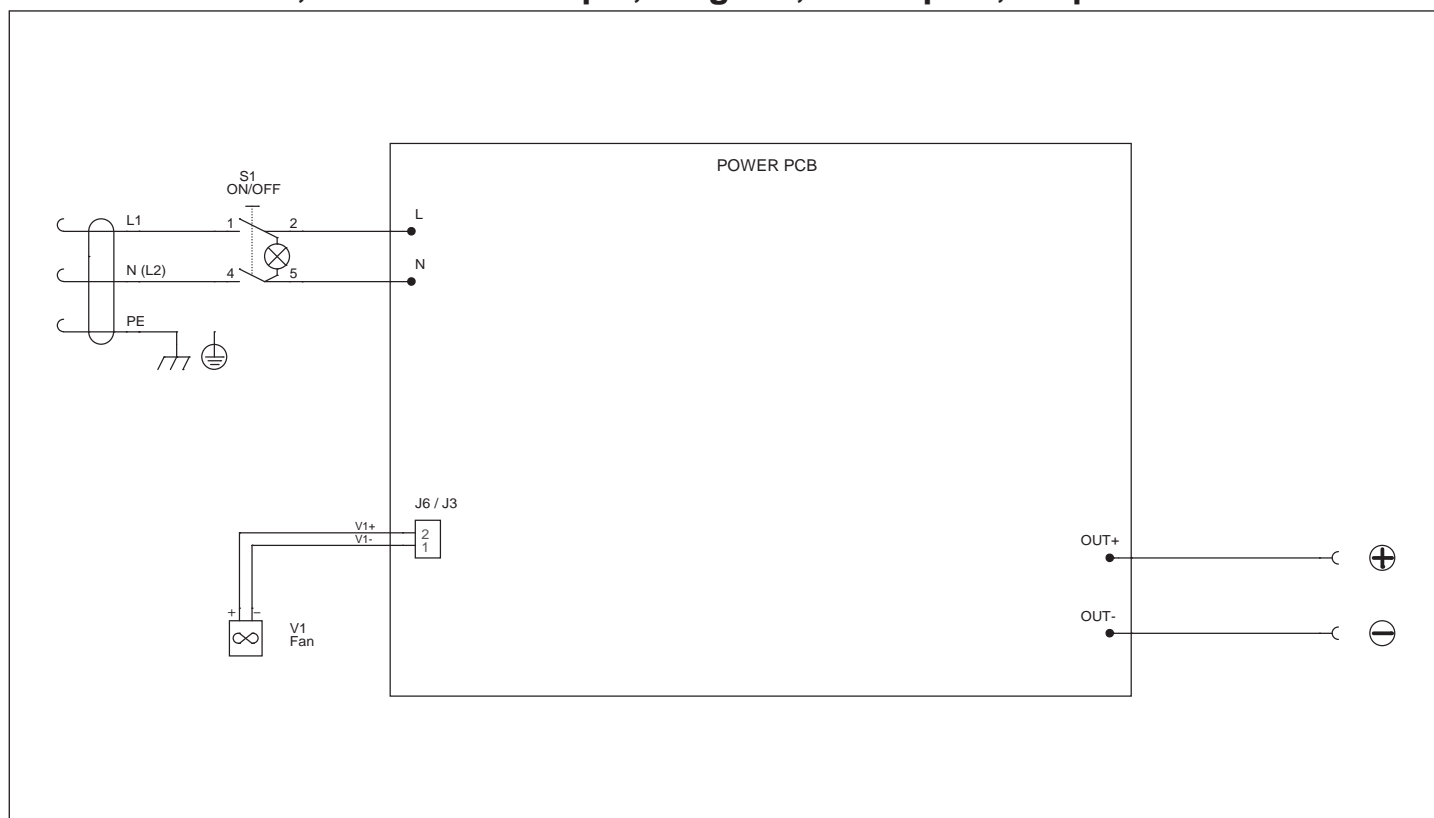 POWER PCB
S1
ON/OFF
L1
1
2
L
N (L2)
4
5
N
PE
J6 / J3
V1+
2
V1-
1
OUT+
+
−
V1
Fan
OUT-